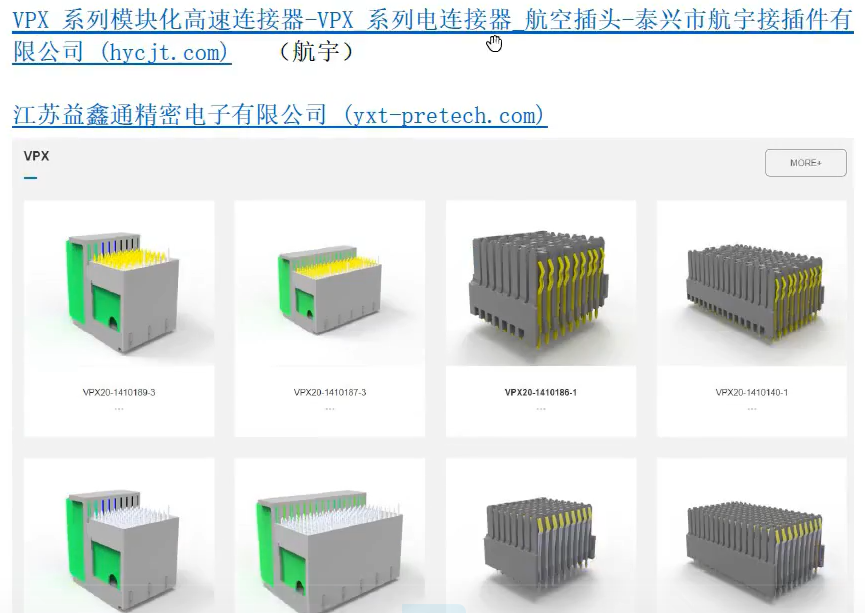 VPX 系列模块化高速连接器-VPX 系列电连接器_航空插头-泰兴市航宇接插件有
限公司 (hycjt.com) （航宇）
江苏益鑫通精密电子有限公司 (yxt-pretech.com)
VPX
MORE+
VPX20-1410189-3
VPX20-1410187-3
VPX20-1410186-1
VPX20-1410140-1
...
...
...
...